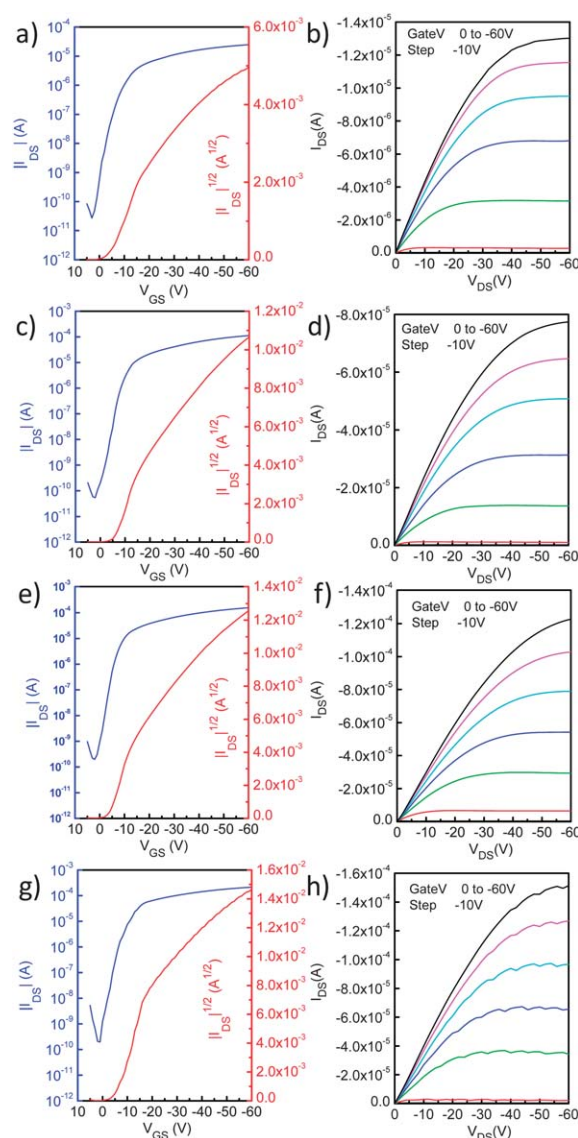 a)
|I_DS| (A)
10⁻³
10⁻⁴
10⁻⁵
10⁻⁶
10⁻⁷
10⁻⁸
10⁻⁹
10⁻¹⁰
10⁻¹¹
10⁻¹²
10 0 -10 -20 -30 -40 -50 -60
V_GS (V)
6.0x10⁻³
4.0x10⁻³
2.0x10⁻³
0.0
|I_DS|^1/2 (A^1/2)
b)
GateV 0 to -60V
Step -10V
I_DS(A)
-1.4x10⁻⁵
-1.2x10⁻⁵
-1.0x10⁻⁵
-8.0x10⁻⁶
-6.0x10⁻⁶
-4.0x10⁻⁶
-2.0x10⁻⁶
0.0
0 -10 -20 -30 -40 -50 -60
V_DS(V)
c)
|I_DS| (A)
10⁻³
10⁻⁴
10⁻⁵
10⁻⁶
10⁻⁷
10⁻⁸
10⁻⁹
10⁻¹⁰
10⁻¹¹
10⁻¹²
10 0 -10 -20 -30 -40 -50 -60
V_GS (V)
1.2x10⁻²
1.0x10⁻²
8.0x10⁻³
6.0x10⁻³
4.0x10⁻³
2.0x10⁻³
0.0
|I_DS|^1/2 (A^1/2)
d)
GateV 0 to -60V
Step -10V
I_DS(A)
-8.0x10⁻⁵
-6.0x10⁻⁵
-4.0x10⁻⁵
-2.0x10⁻⁵
0.0
0 -10 -20 -30 -40 -50 -60
V_DS(V)
e)
|I_DS| (A)
10⁻³
10⁻⁴
10⁻⁵
10⁻⁶
10⁻⁷
10⁻⁸
10⁻⁹
10⁻¹⁰
10⁻¹¹
10⁻¹²
10 0 -10 -20 -30 -40 -50 -60
V_GS (V)
1.4x10⁻²
1.2x10⁻²
1.0x10⁻²
8.0x10⁻³
6.0x10⁻³
4.0x10⁻³
2.0x10⁻³
0.0
|I_DS|^1/2 (A^1/2)
f)
GateV 0 to -60V
Step -10V
I_DS(A)
-1.4x10⁻⁴
-1.2x10⁻⁴
-1.0x10⁻⁴
-8.0x10⁻⁵
-6.0x10⁻⁵
-4.0x10⁻⁵
-2.0x10⁻⁵
0.0
0 -10 -20 -30 -40 -50 -60
V_DS(V)
g)
|I_DS| (A)
10⁻³
10⁻⁴
10⁻⁵
10⁻⁶
10⁻⁷
10⁻⁸
10⁻⁹
10⁻¹⁰
10⁻¹¹
10⁻¹²
10 0 -10 -20 -30 -40 -50 -60
V_GS (V)
1.6x10⁻²
1.4x10⁻²
1.2x10⁻²
1.0x10⁻²
8.0x10⁻³
6.0x10⁻³
4.0x10⁻³
2.0x10⁻³
0.0
|I_DS|^1/2 (A^1/2)
h)
GateV 0 to -60V
Step -10V
I_DS(A)
-1.6x10⁻⁴
-1.4x10⁻⁴
-1.2x10⁻⁴
-1.0x10⁻⁴
-8.0x10⁻⁵
-6.0x10⁻⁵
-4.0x10⁻⁵
-2.0x10⁻⁵
0.0
0 -10 -20 -30 -40 -50 -60
V_DS(V)